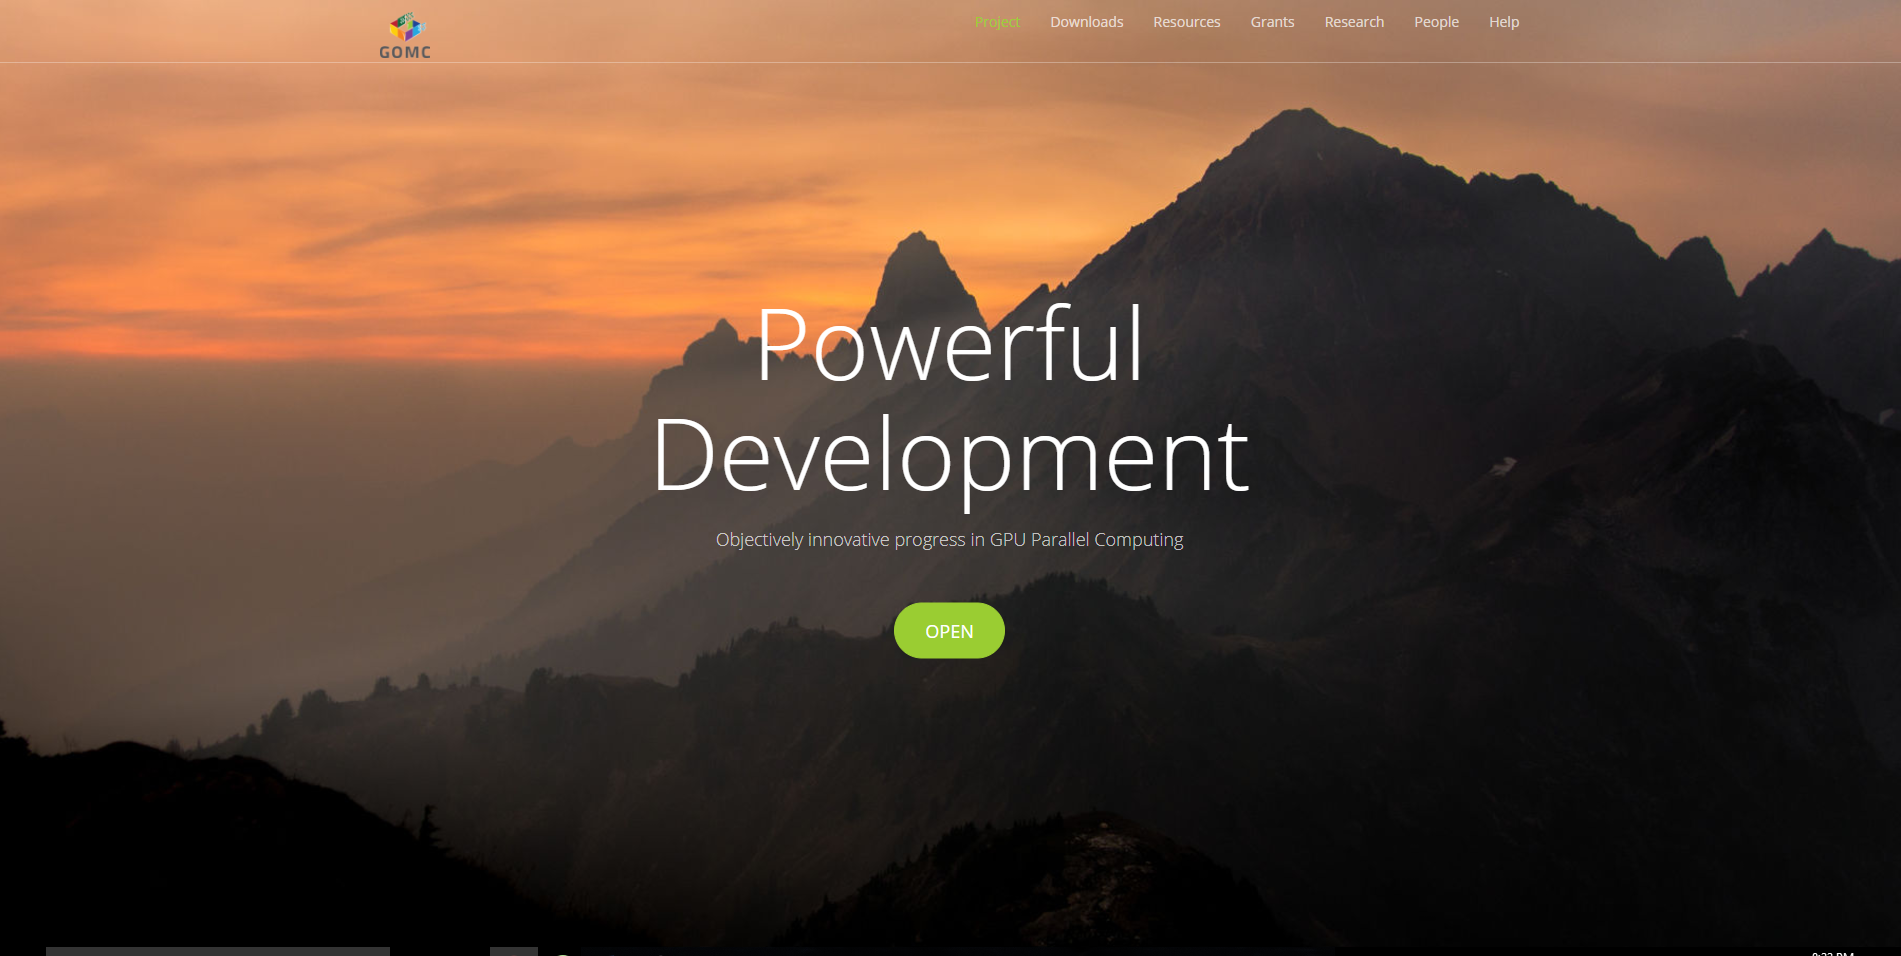 GOMC
Project Downloads Resources Grants Research People Help
Powerful
Development
Objectively innovative progress in GPU Parallel Computing
OPEN